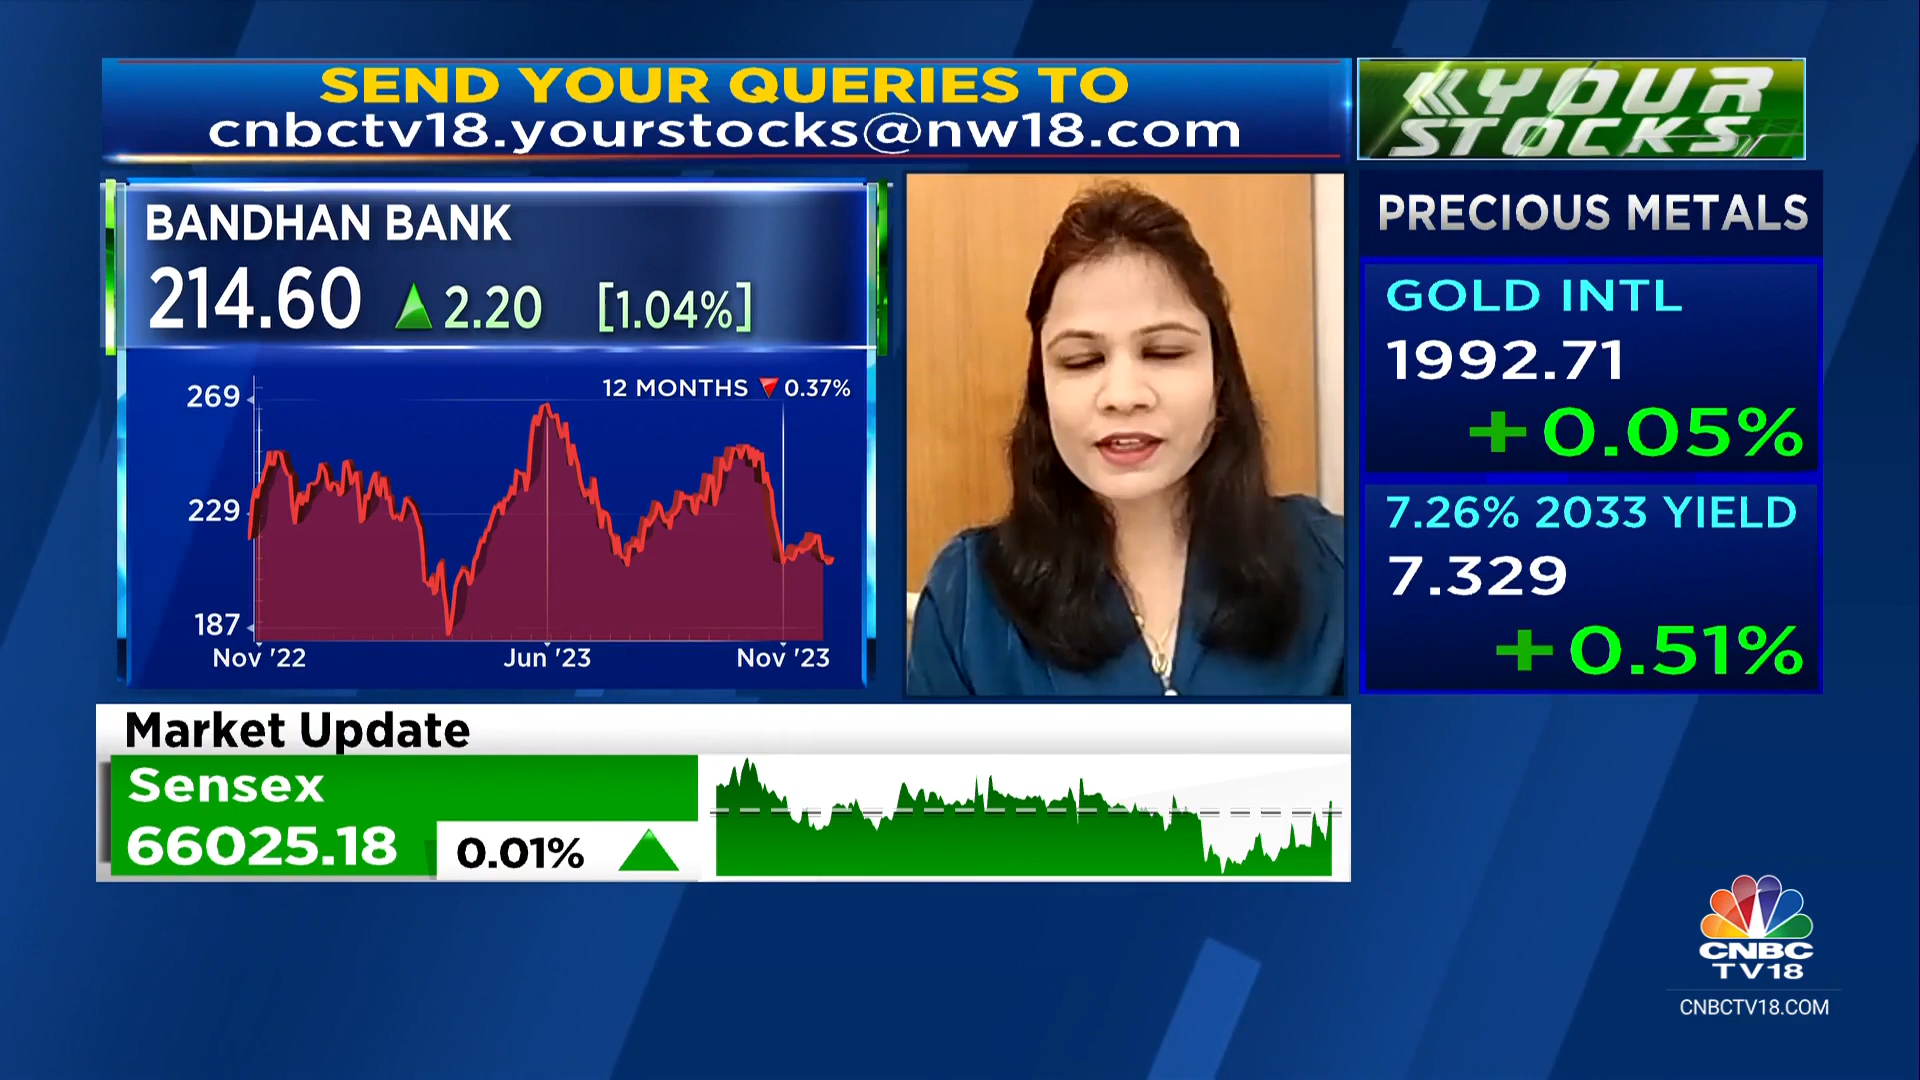 SEND YOUR QUERIES TO
cnbctv18.yourstocks@nw18.com
YOUR
STOCKS
BANDHAN BANK
214.60 ▲ 2.20 [1.04%]
12 MONTHS ▼ 0.37%
269
229
187
Nov '22 Jun '23 Nov '23
PRECIOUS METALS
GOLD INTL
1992.71
+0.05%
7.26% 2033 YIELD
7.329
+0.51%
Market Update
Sensex
66025.18 0.01% ▲
CNBC
TV18
CNBCTV18.COM